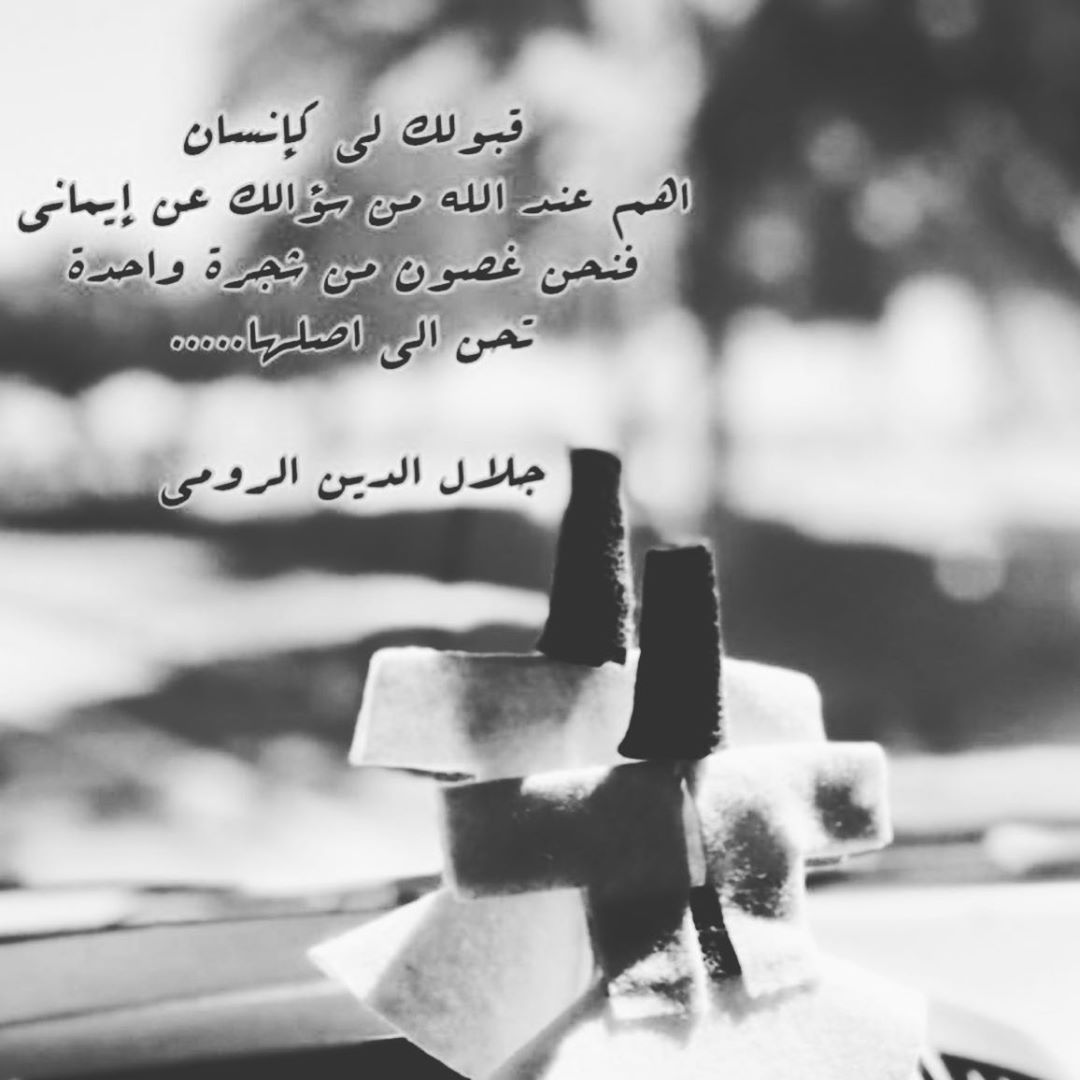 قبولك لى كإنسان
اهم عند الله من سؤالك عن إيمانى
فنحن غصون من شجرة واحدة
تحن الى اصلها.....
جلال الدين الرومى